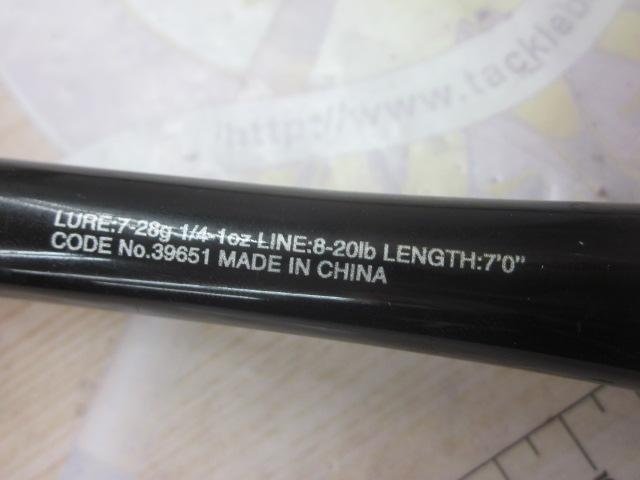 http://www.tacklebe
LURE:7-28g 1/4-1oz LINE:8-20lb LENGTH:7'0"
CODE No.39651 MADE IN CHINA